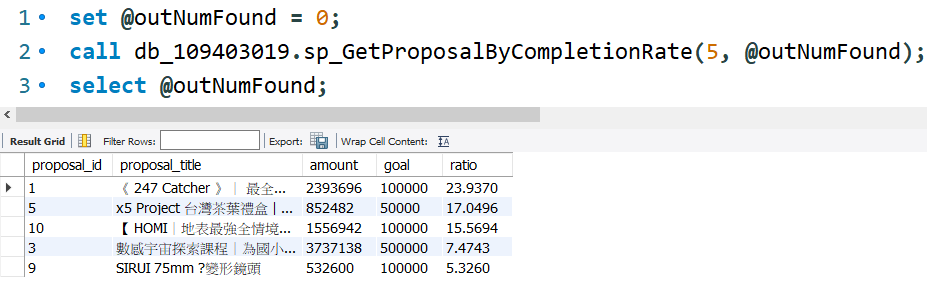 1 set @outNumFound = 0;
2 call db_109403019.sp_GetProposalByCompletionRate(5, @outNumFound);
3 select @outNumFound;
Result Grid Filter Rows: Export: Wrap Cell Content:
proposal_id proposal_title amount goal ratio
1 《 247 Catcher 》｜ 最全... 2393696 100000 23.9370
5 x5 Project 台灣茶葉禮盒 | ... 852482 50000 17.0496
10 【 HOMI｜地表最強全情境... 1556942 100000 15.5694
3 數感宇宙探索課程｜為國小... 3737138 500000 7.4743
9 SIRUI 75mm ?變形鏡頭 532600 100000 5.3260